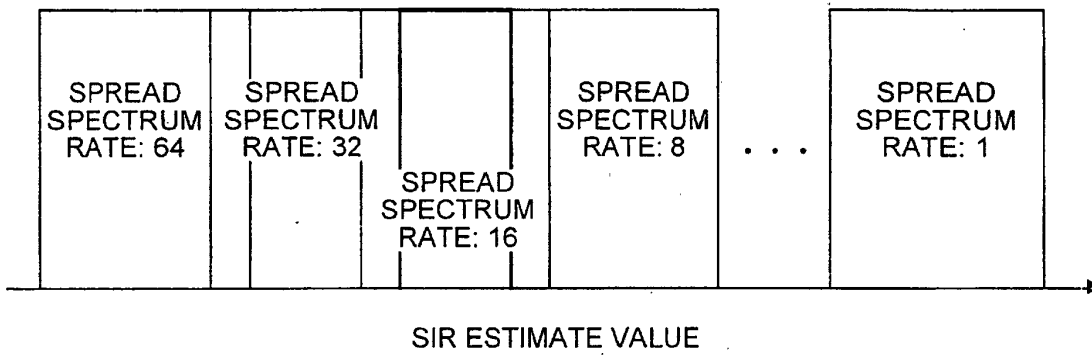 SPREAD
SPECTRUM
RATE: 64
SPREAD
SPECTRUM
RATE: 32
SPREAD
SPECTRUM
RATE: 16
SPREAD
SPECTRUM
RATE: 8
. . .
SPREAD
SPECTRUM
RATE: 1
SIR ESTIMATE VALUE